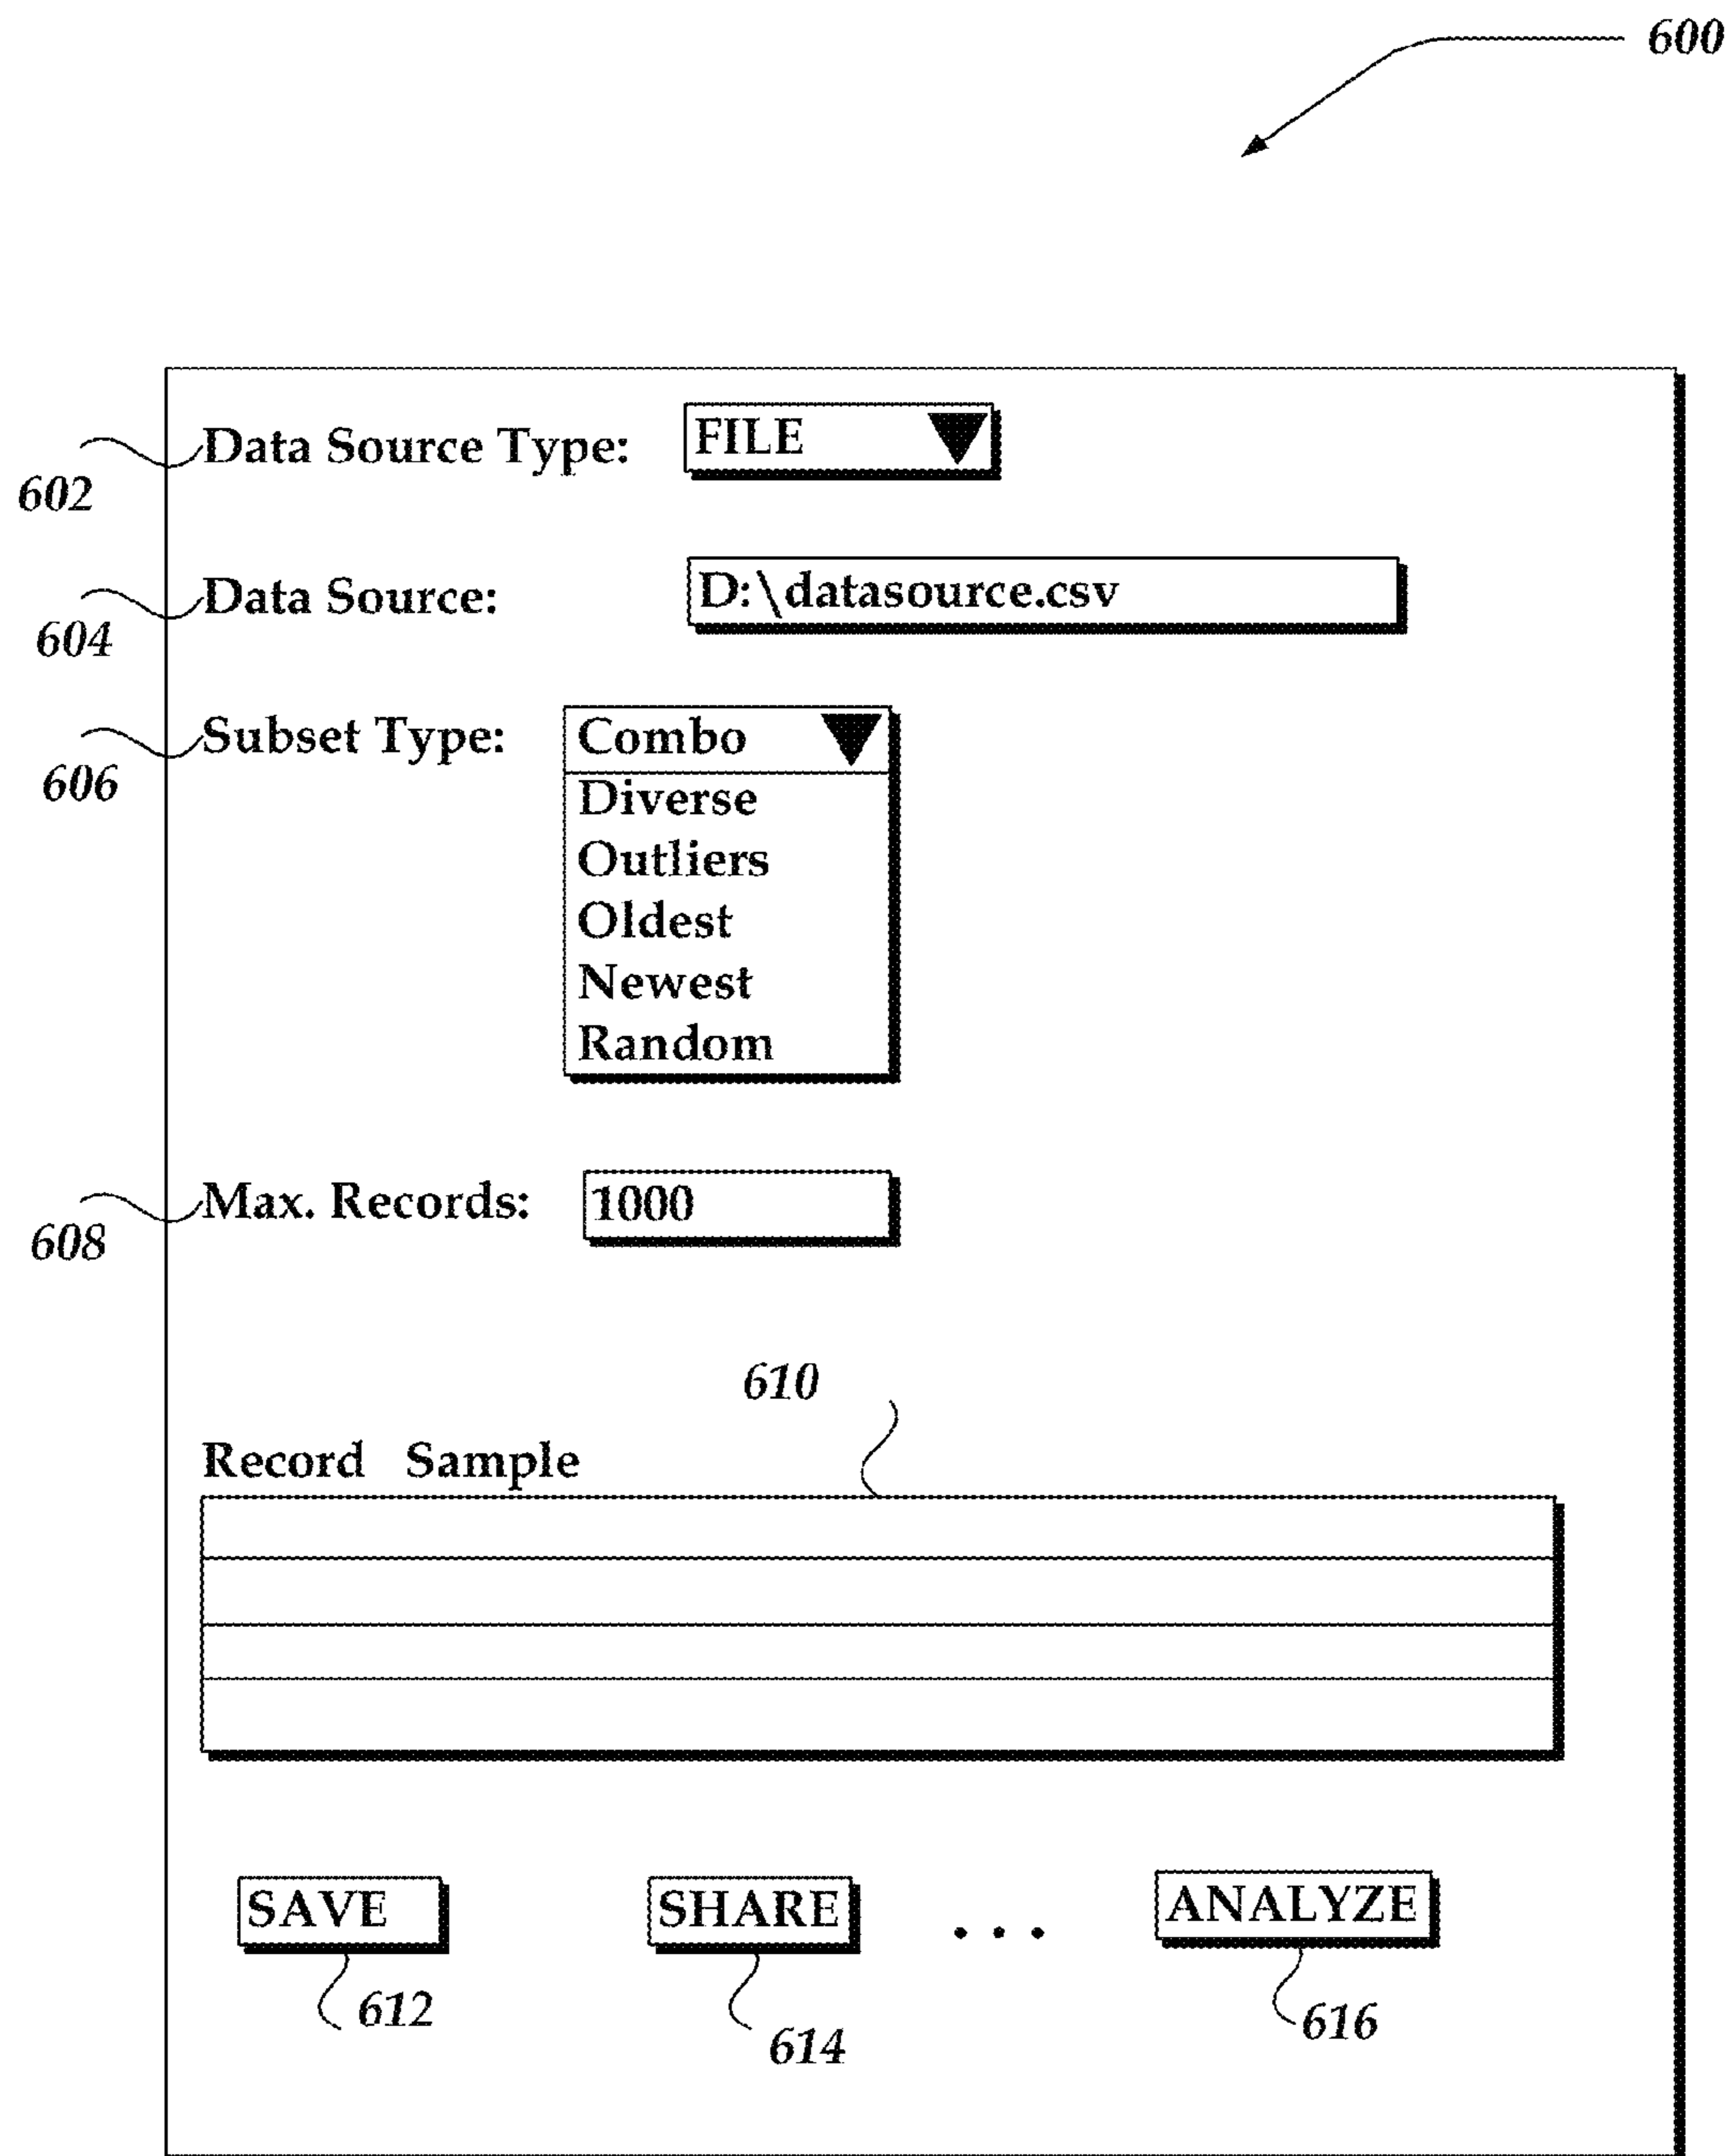 600
Data Source Type: FILE
602
Data Source: D:\datasource.csv
604
Subset Type: Combo
606
Diverse
Outliers
Oldest
Newest
Random
Max. Records: 1000
608
610
Record Sample
SAVE SHARE . . . ANALYZE
612 614 616